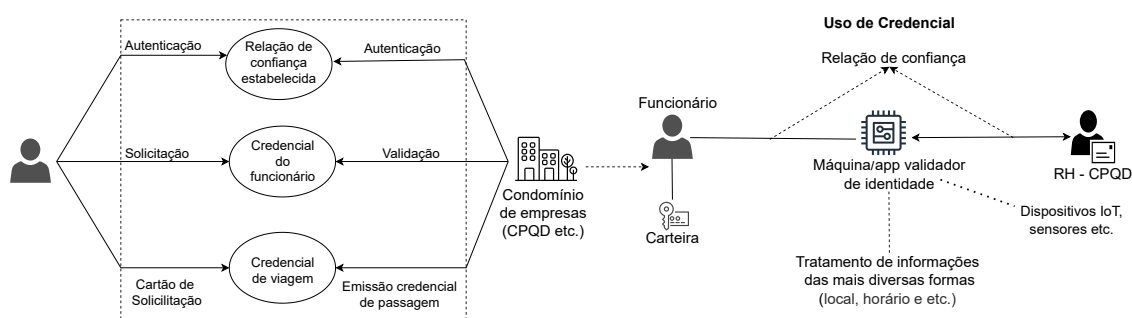 Autenticação
Relação de
confiança
estabelecida
Autenticação
Solicitação
Credencial
do
funcionário
Validação
Cartão de
Solicilitação
Credencial
de viagem
Emissão credencial
de passagem
Condomínio
de empresas
(CPQD etc.)
Uso de Credencial
Relação de confiança
Funcionário
Carteira
Máquina/app validador
de identidade
RH - CPQD
Dispositivos IoT,
sensores etc.
Tratamento de informações
das mais diversas formas
(local, horário e etc.)